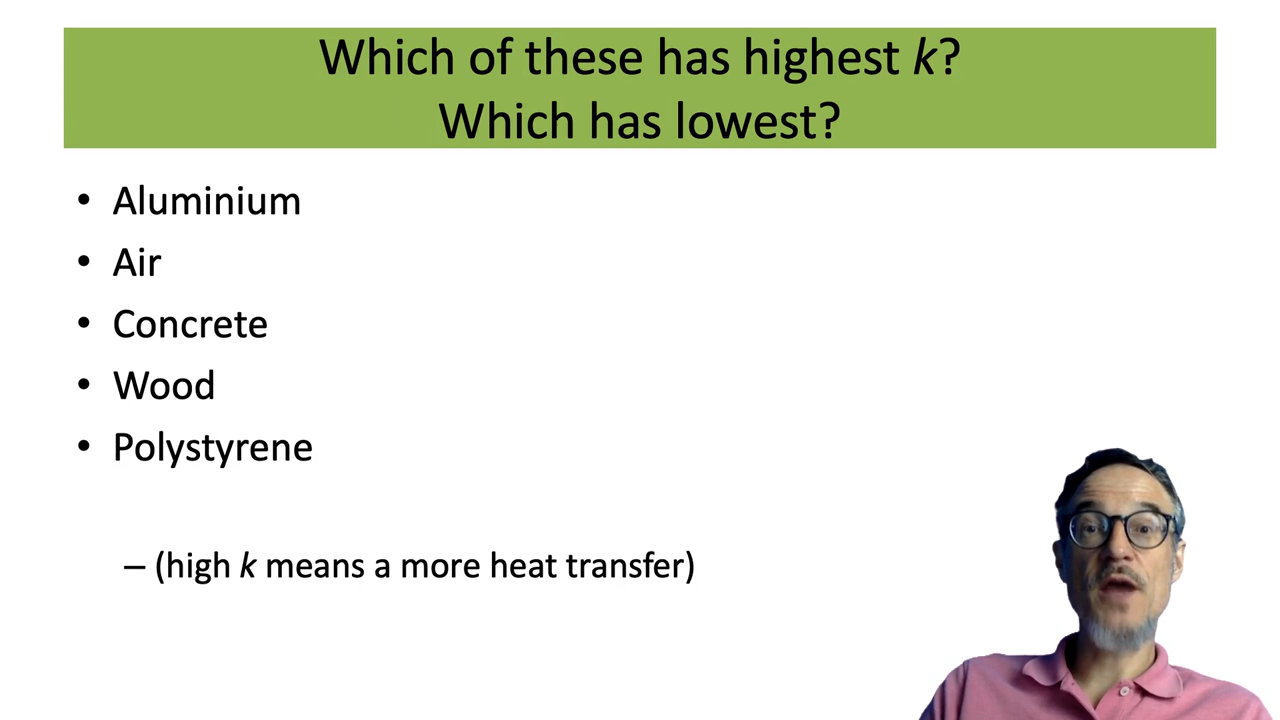 Which of these has highest k?
Which has lowest?
• Aluminium
• Air
• Concrete
• Wood
• Polystyrene
– (high k means a more heat transfer)